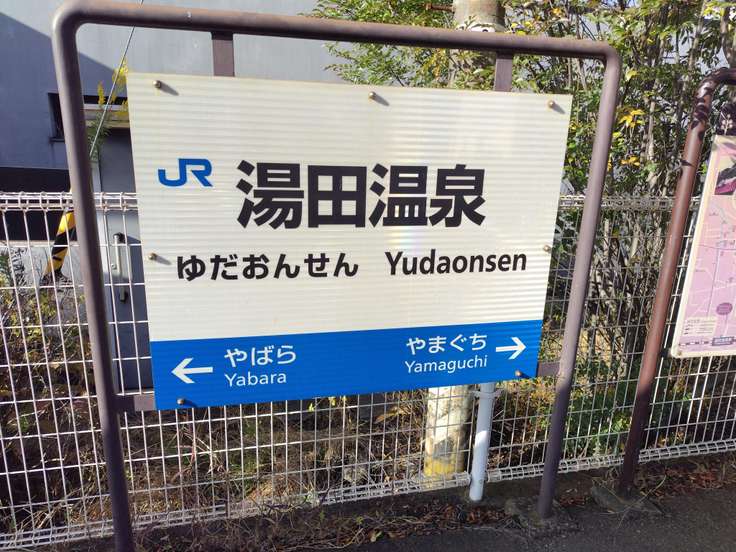 JR
湯田温泉
ゆだおんせん Yudaonsen
← やばら
Yabara
やまぐち →
Yamaguchi